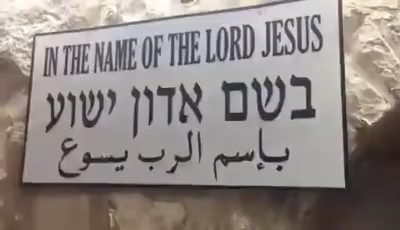 IN THE NAME OF THE LORD JESUS
בשם אדון ישוע
بإسم الرب يسوع